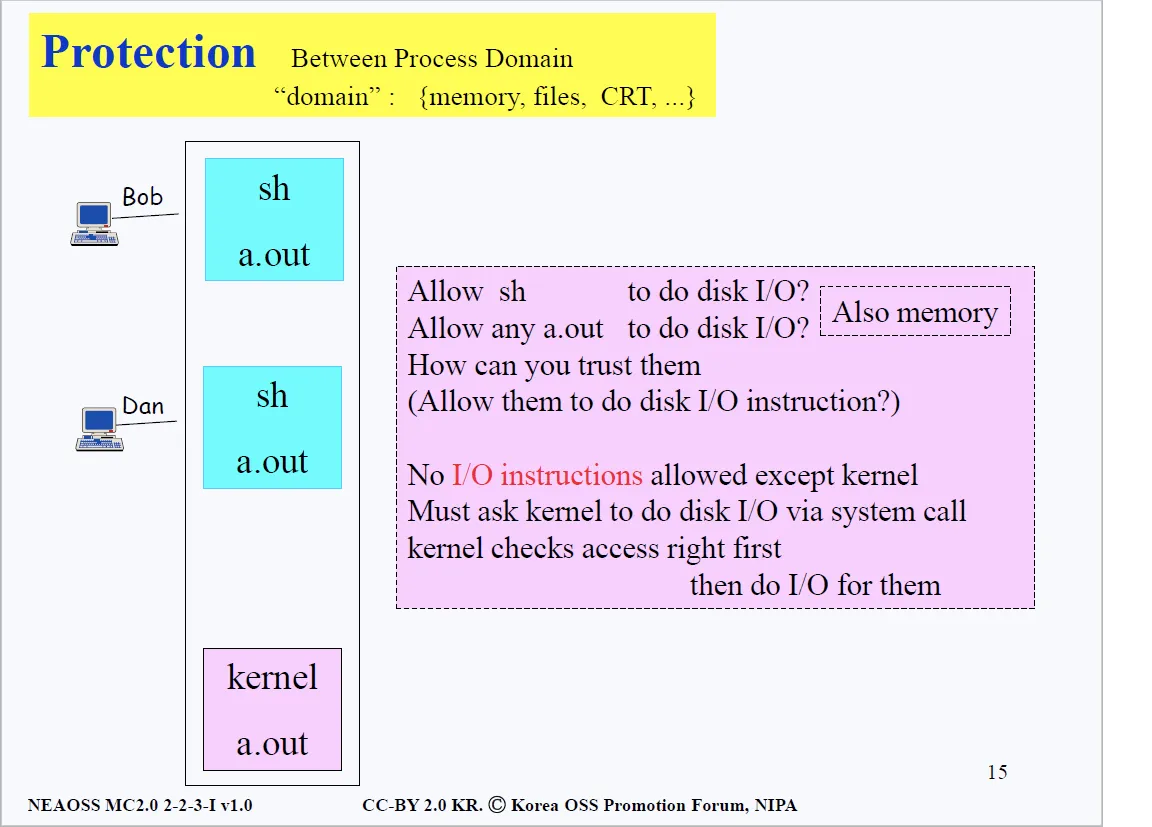 Protection Between Process Domain
“domain” : {memory, files, CRT, ...}
Bob
sh
a.out
Dan
sh
a.out
kernel
a.out
Allow sh to do disk I/O?
Allow any a.out to do disk I/O?
Also memory
How can you trust them
(Allow them to do disk I/O instruction?)
No I/O instructions allowed except kernel
Must ask kernel to do disk I/O via system call
kernel checks access right first
then do I/O for them
15
NEAOSS MC2.0 2-2-3-I v1.0 CC-BY 2.0 KR. Ⓒ Korea OSS Promotion Forum, NIPA